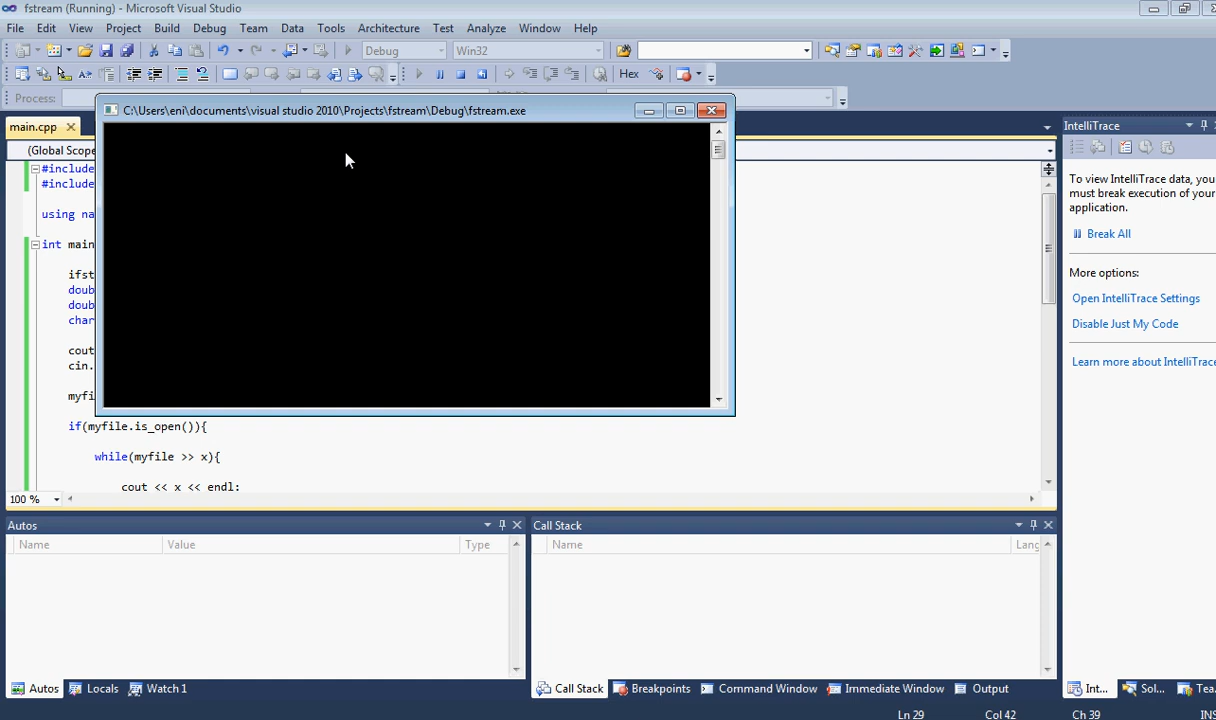 fstream (Running) - Microsoft Visual Studio
File Edit View Project Build Debug Team Data Tools Architecture Test Analyze Window Help
Debug Win32
Hex
Process:
C:\Users\eni\documents\visual studio 2010\Projects\fstream\Debug\fstream.exe
main.cpp
(Global Scope
#include
#include
using na
int main
ifst
doub
doub
char
cout
cin.
myfi
if(myfile.is_open()){
while(myfile >> x){
cout << x << endl;
100 %
IntelliTrace
To view IntelliTrace data, you
must break execution of your
application.
Break All
More options:
Open IntelliTrace Settings
Disable Just My Code
Learn more about IntelliTrace
Autos
Name Value Type
Call Stack
Name Lang
Autos Locals Watch 1
Call Stack Breakpoints Command Window Immediate Window Output
Int... Sol... Tea.
Ln 29 Col 42 Ch 39 INS